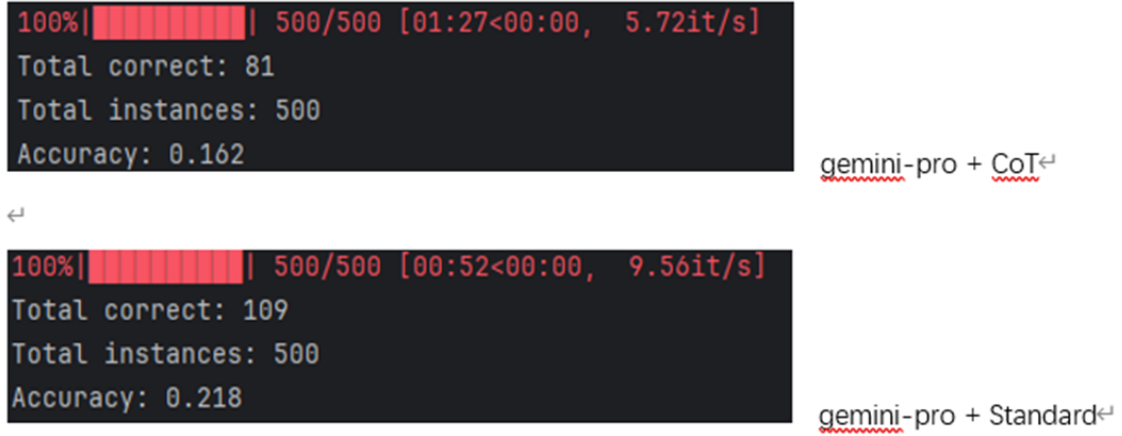 100%|██████████| 500/500 [01:27<00:00,  5.72it/s]
Total correct: 81
Total instances: 500
Accuracy: 0.162
gemini-pro + CoT↵
↵
100%|██████████| 500/500 [00:52<00:00,  9.56it/s]
Total correct: 109
Total instances: 500
Accuracy: 0.218
gemini-pro + Standard↵